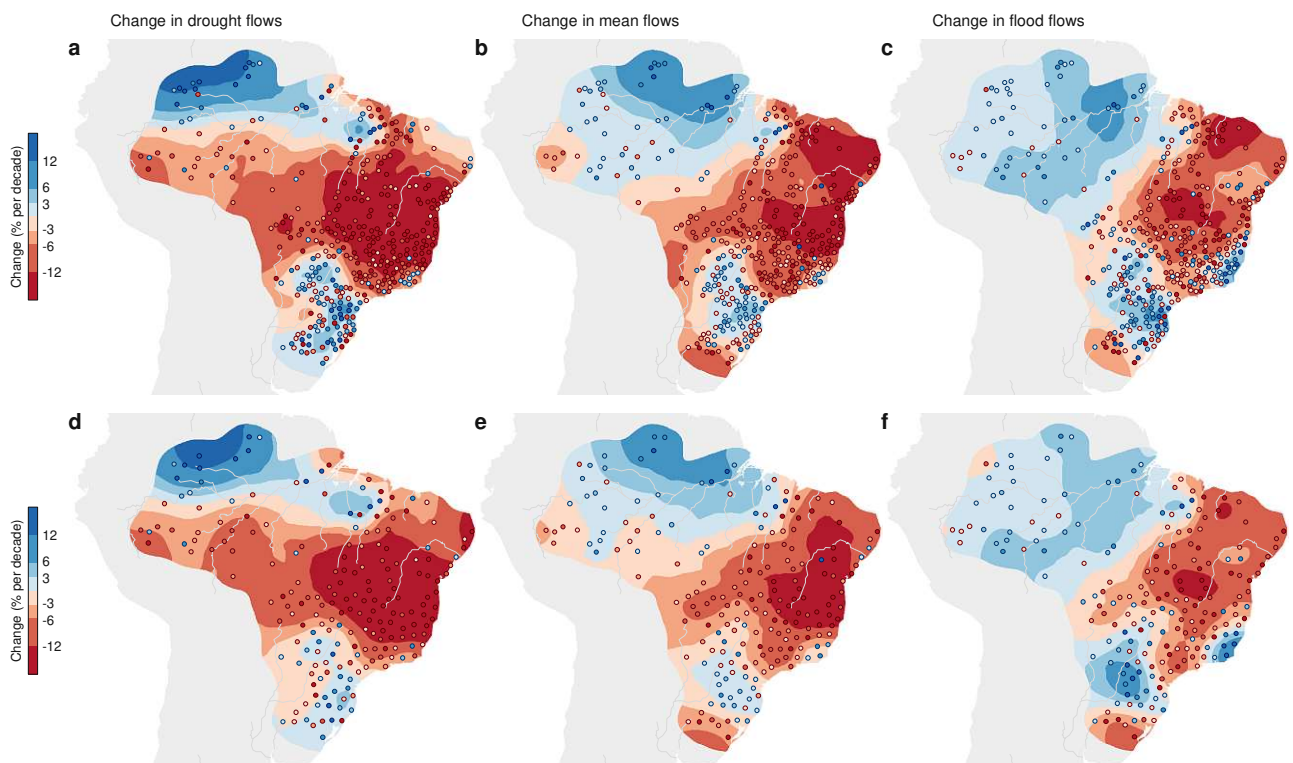 Change in drought flows
Change in mean flows
Change in flood flows
a
b
c
Change (% per decade)
12
6
3
-3
-6
-12
d
e
f
Change (% per decade)
12
6
3
-3
-6
-12